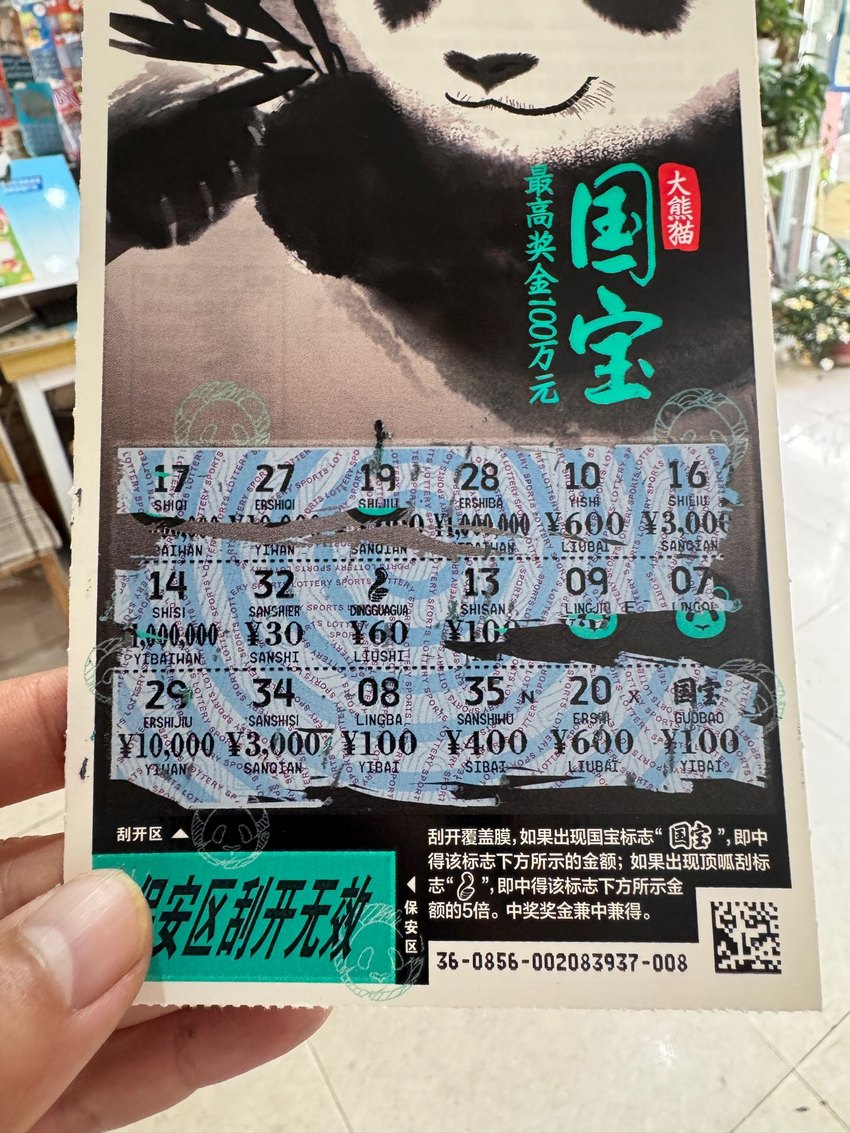 最高奖金100万元
国宝
大熊猫
17 27 19 28 10 16
SHIQI ERSHIQI SHIJIU ERSHIBA YISHI SHILIU
¥1,000,000 ¥600 ¥3,000
YIWAN SANQIAN LIUBAI SANQIAN
14 32 13 09 07
SHISI SANSHIER DINGGUAGUA SHISAN LINGJIU
1,000,000 ¥30 ¥60
YIBAIWAN SANSHI LIUSHI
29 34 08 35 N 20 X 国宝
ERSHIJIU SANSHISI LINGBA SANSHIWU ERSHI GUOBAO
¥10,000 ¥3,000 ¥100 ¥400 ¥600 ¥100
YIWAN SANQIAN YIBAI SIBAI LIUBAI YIBAI
刮开区
刮开覆盖膜,如果出现国宝标志“国宝”,即中
得该标志下方所示的金额；如果出现顶呱刮标
志“ ”,即中得该标志下方所示金
额的5倍。中奖奖金兼中兼得。
保安区刮开无效
保安区
36-0856-002083937-008